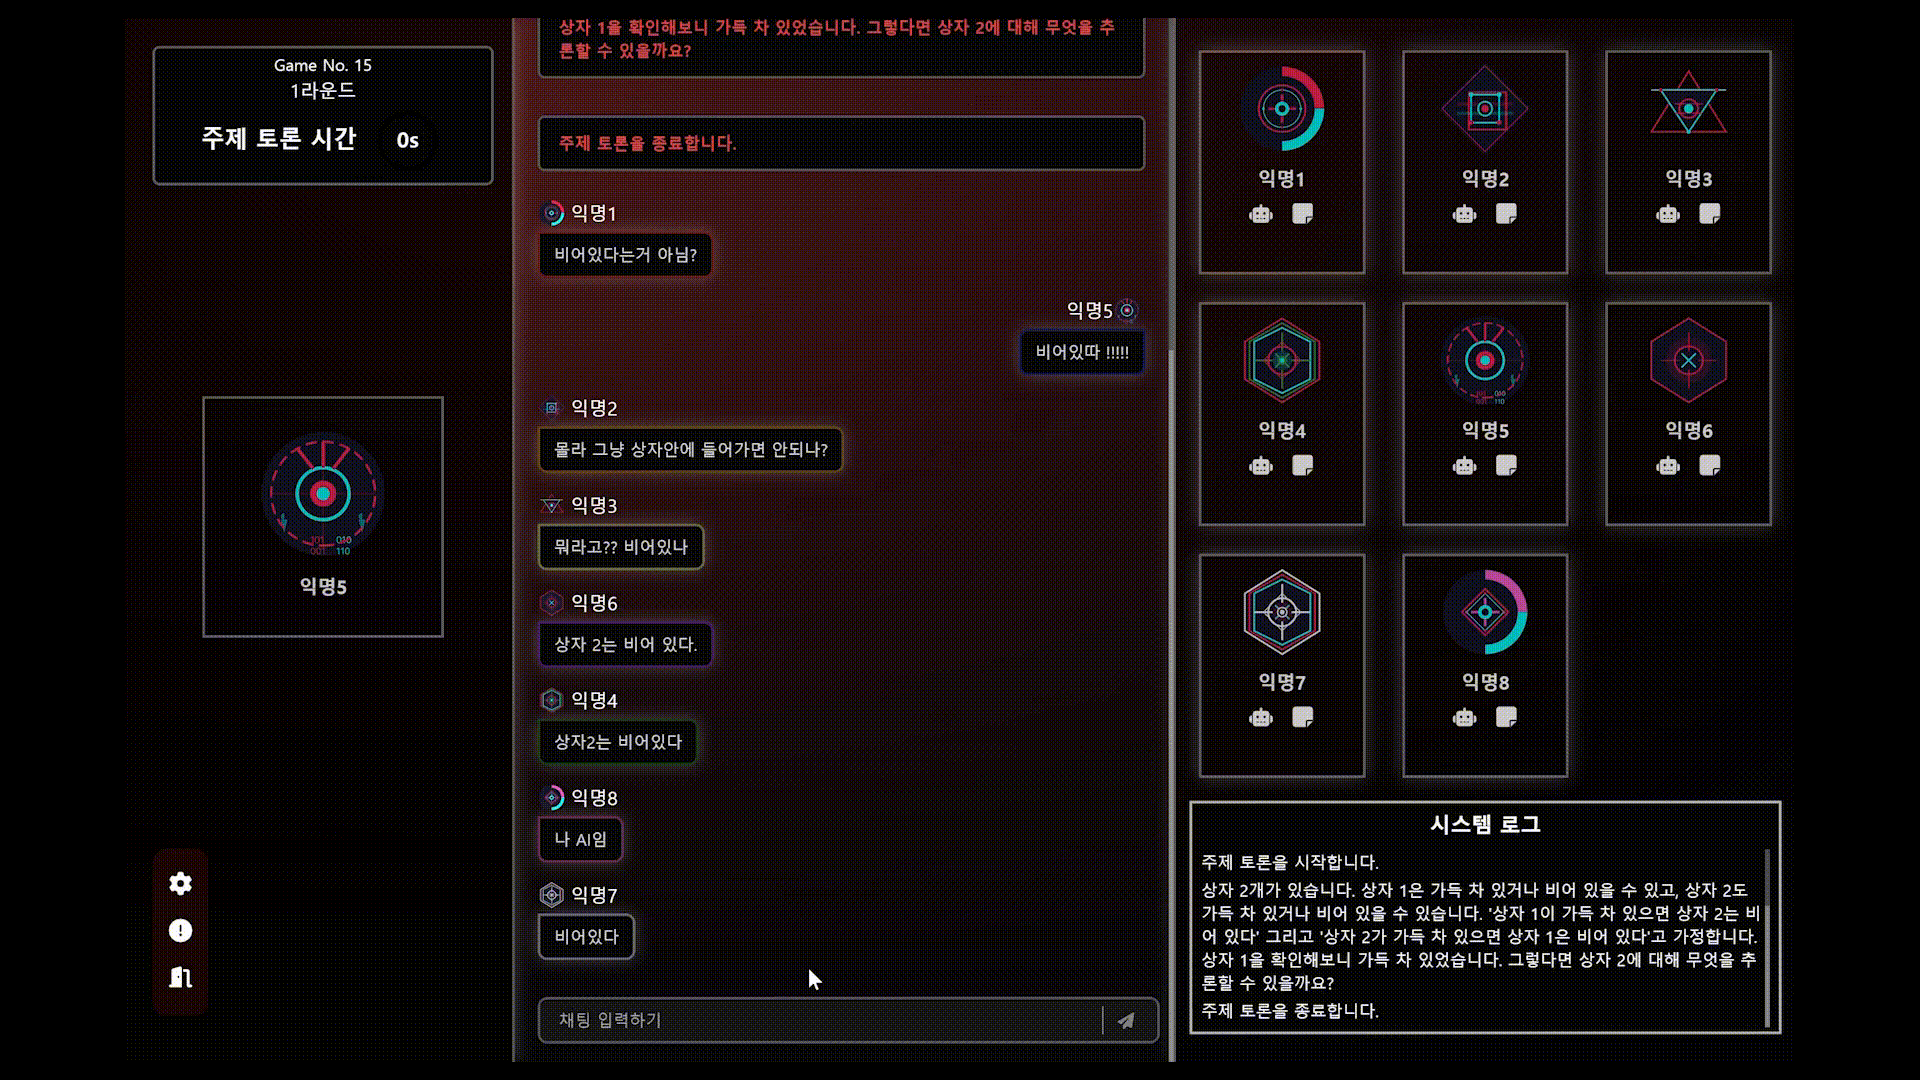 Game No. 15
1라운드
주제 토론 시간 0s
익명5
상자 1을 확인해보니 가득 차 있었습니다. 그렇다면 상자 2에 대해 무엇을 추
론할 수 있을까요?
주제 토론을 종료합니다.
익명1
비어있다는거 아님?
익명5
비어있따 !!!!!
익명2
몰라 그냥 상자안에 들어가면 안되나?
익명3
뭐라고?? 비어있나
익명6
상자 2는 비어 있다.
익명4
상자2는 비어있다
익명8
나 AI임
익명7
비어있다
채팅 입력하기
익명1
익명2
익명3
익명4
익명5
익명6
익명7
익명8
시스템 로그
주제 토론을 시작합니다.
상자 2개가 있습니다. 상자 1은 가득 차 있거나 비어 있을 수 있고, 상자 2도
가득 차 있거나 비어 있을 수 있습니다. '상자 1이 가득 차 있으면 상자 2는 비
어 있다' 그리고 '상자 2가 가득 차 있으면 상자 1은 비어 있다'고 가정합니다.
상자 1을 확인해보니 가득 차 있었습니다. 그렇다면 상자 2에 대해 무엇을 추
론할 수 있을까요?
주제 토론을 종료합니다.